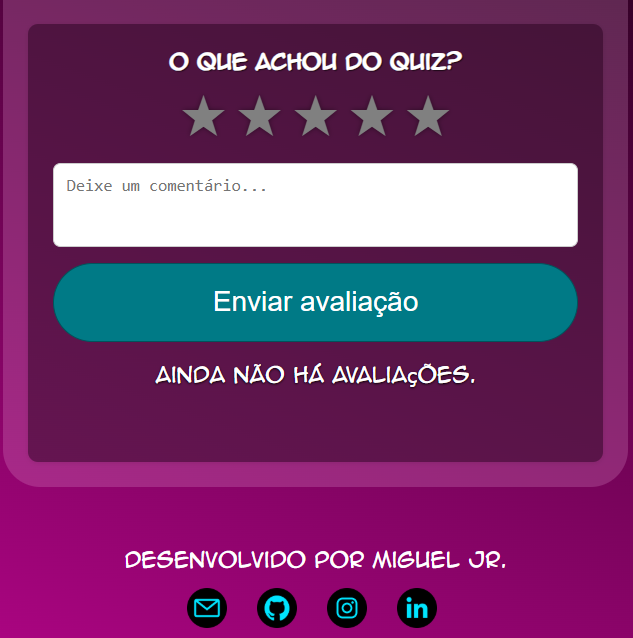 O QUE ACHOU DO QUIZ?
Deixe um comentário...
Enviar avaliação
AINDA NÃO HÁ AVALIAçÕES.
DESENVOLVIDO POR MIGUEL JR.
in